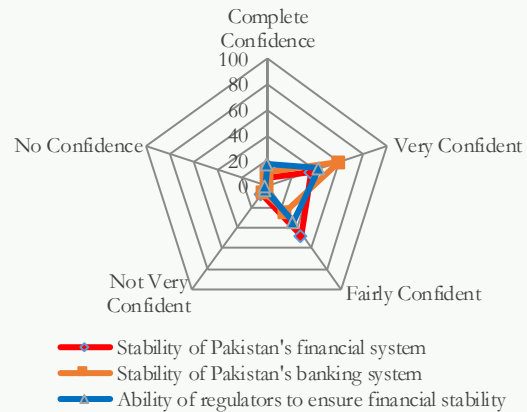 Complete
Confidence
100
80
60
40
20
0
No Confidence
Very Confident
Not Very
Confident
Fairly Confident
Stability of Pakistan's financial system
Stability of Pakistan's banking system
Ability of regulators to ensure financial stability